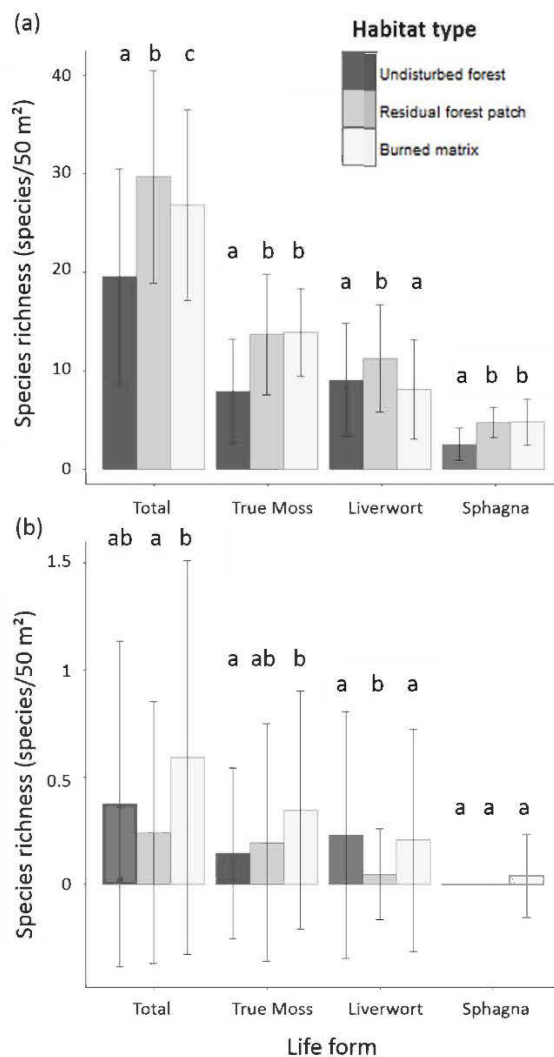 (a)
Habitat type
Undisturbed forest
Residual forest patch
Burned matrix
Species richness (species/50 m²)
40
30
20
10
0
a b c
a b b
a b a
a b b
Total True Moss Liverwort Sphagna
(b)
Species richness (species/50 m²)
1.5
1
0.5
0
ab a b
a ab b
a b a
a a a
Total True Moss Liverwort Sphagna
Life form